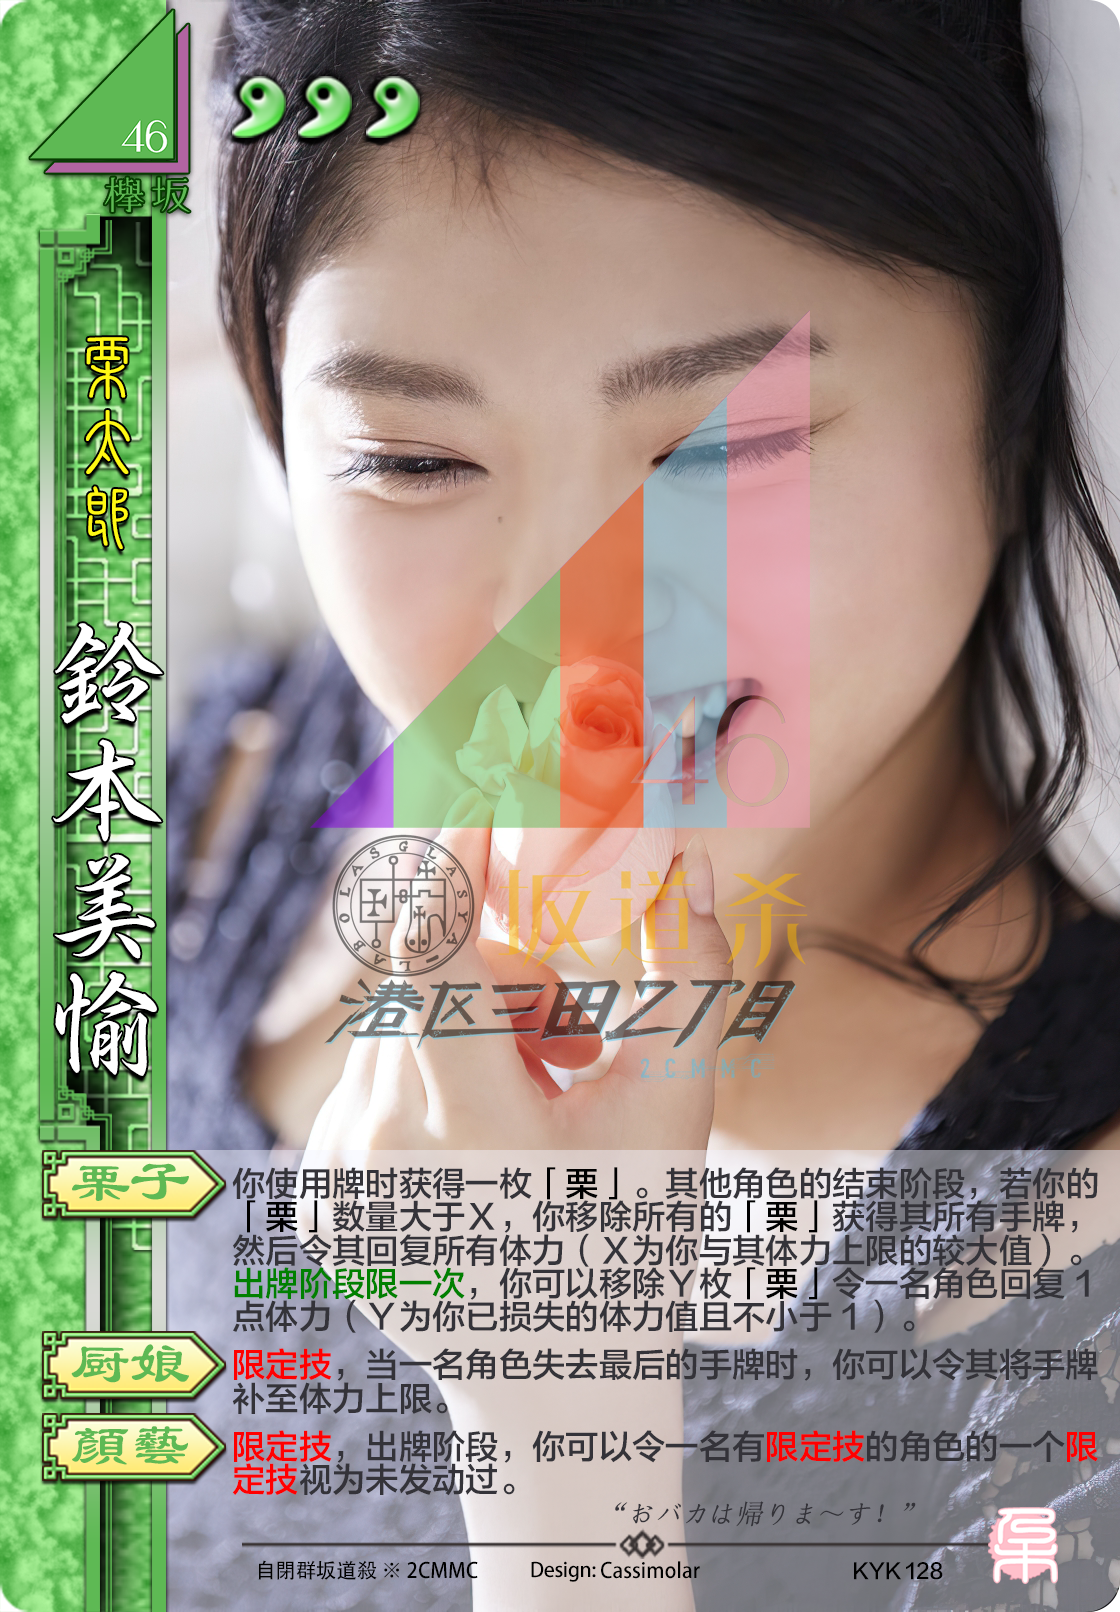 46
欅坂
栗太郎
鈴本美愉
46
GLASYA-LABOLAS
坂道杀
港区三田2丁目
2CMMC
栗子
你使用牌时获得一枚「栗」。其他角色的结束阶段，若你的
「栗」数量大于X，你移除所有的「栗」获得其所有手牌，
然后令其回复所有体力（X为你与其体力上限的较大值）。
出牌阶段限一次，你可以移除Y枚「栗」令一名角色回复1
点体力（Y为你已损失的体力值且不小于1）。
厨娘
限定技，当一名角色失去最后的手牌时，你可以令其将手牌
补至体力上限。
顏藝
限定技，出牌阶段，你可以令一名有限定技的角色的一个限
定技视为未发动过。
“おバカは帰りま～す！”
自閉群坂道殺 ※ 2CMMC
Design: Cassimolar
KYK 128